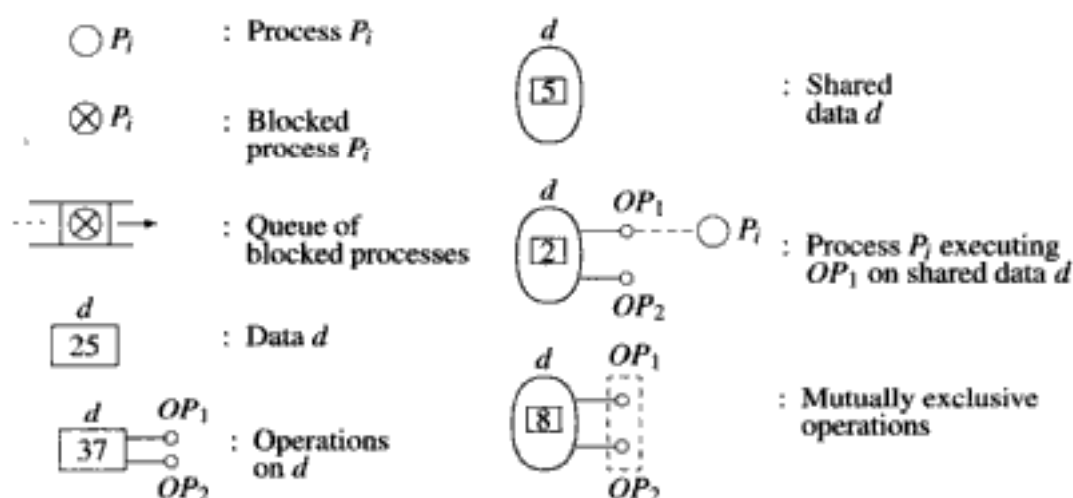 P_i : Process P_i
P_i : Blocked
process P_i
: Queue of
blocked processes
d
25 : Data d
d
37 OP_1 : Operations
on d
OP_2
d
5 : Shared
data d
d
2 OP_1 P_i : Process P_i executing
OP_1 on shared data d
OP_2
d
8 OP_1 : Mutually exclusive
operations
OP_2